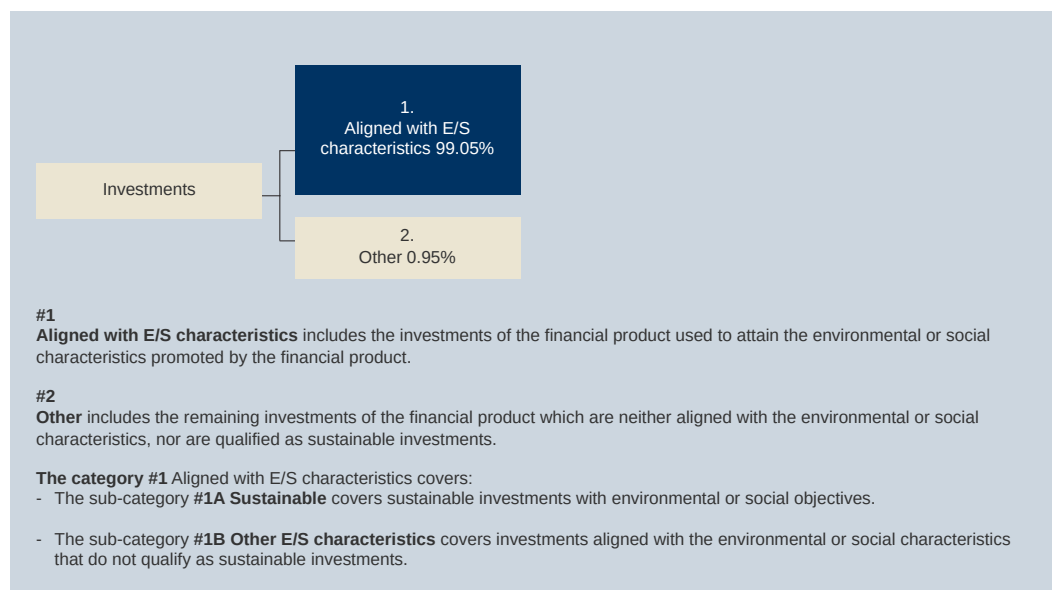 1.
Aligned with E/S
characteristics 99.05%
Investments
2.
Other 0.95%
#1
Aligned with E/S characteristics includes the investments of the financial product used to attain the environmental or social
characteristics promoted by the financial product.
#2
Other includes the remaining investments of the financial product which are neither aligned with the environmental or social
characteristics, nor are qualified as sustainable investments.
The category #1 Aligned with E/S characteristics covers:
- The sub-category #1A Sustainable covers sustainable investments with environmental or social objectives.
- The sub-category #1B Other E/S characteristics covers investments aligned with the environmental or social characteristics
that do not qualify as sustainable investments.